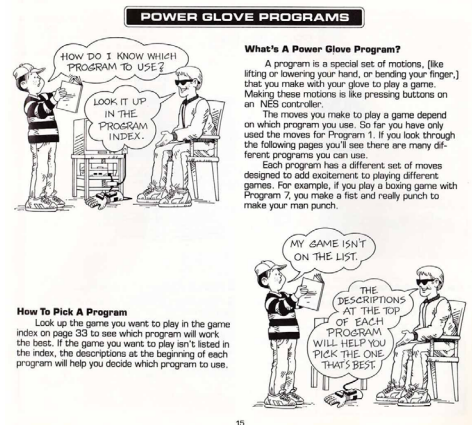 POWER GLOVE PROGRAMS
HOW DO I KNOW WHICH
PROGRAM TO USE?
LOOK IT UP
IN THE
PROGRAM
INDEX.
What's A Power Glove Program?
A program is a special set of motions, [like
lifting or lowering your hand, or bending your finger,]
that you make with your glove to play a game.
Making these motions is like pressing buttons on
an NES controller.
The moves you make to play a game depend
on which program you use. So far you have only
used the moves for Program 1. If you look through
the following pages you'll see there are many dif-
ferent programs you can use.
Each program has a different set of moves
designed to add excitement to playing different
games. For example, if you play a boxing game with
Program 7, you make a fist and really punch to
make your man punch.
How To Pick A Program
Look up the game you want to play in the game
index on page 33 to see which program will work
the best. If the game you want to play isn't listed in
the index, the descriptions at the beginning of each
program will help you decide which program to use.
MY GAME ISN'T
ON THE LIST.
THE
DESCRIPTIONS
AT THE TOP
OF EACH
PROGRAM
WILL HELP YOU
PICK THE ONE
THAT'S BEST.
15